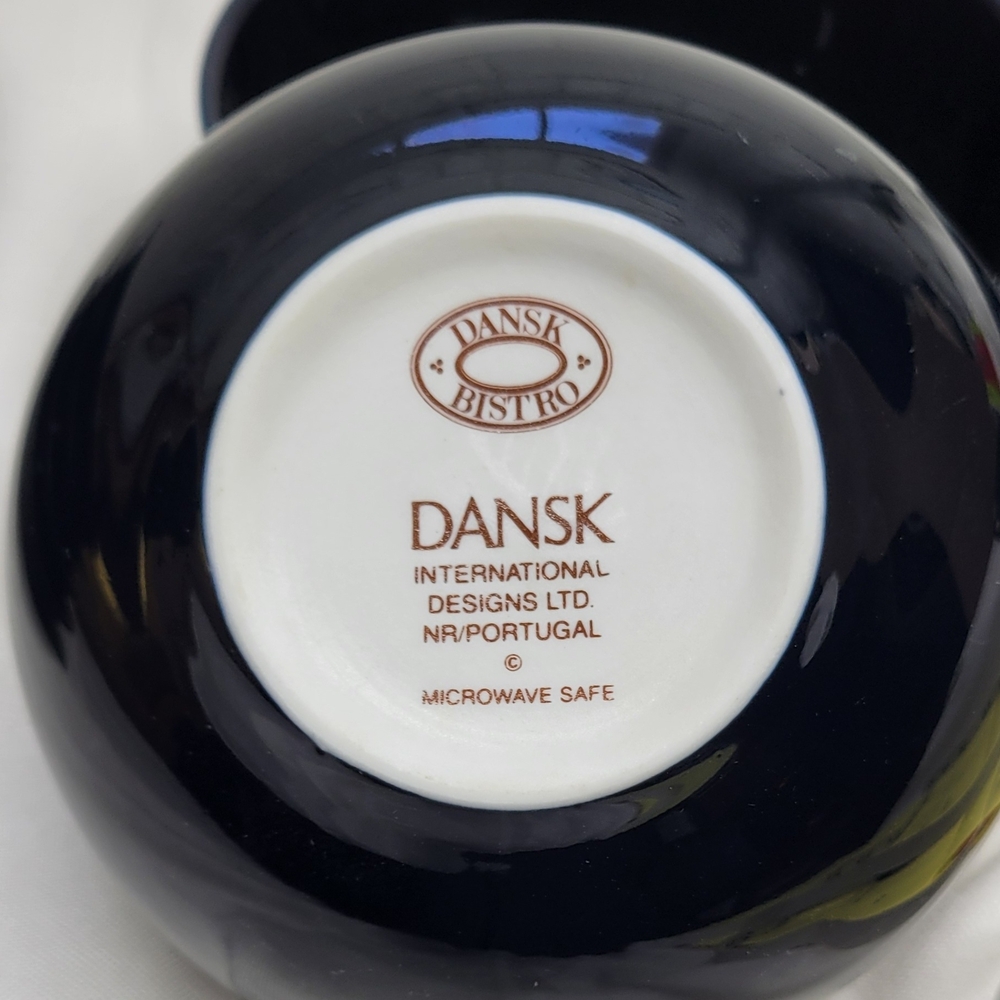 DANSK
BISTRO
DANSK
INTERNATIONAL
DESIGNS LTD.
NR/PORTUGAL
©
MICROWAVE SAFE